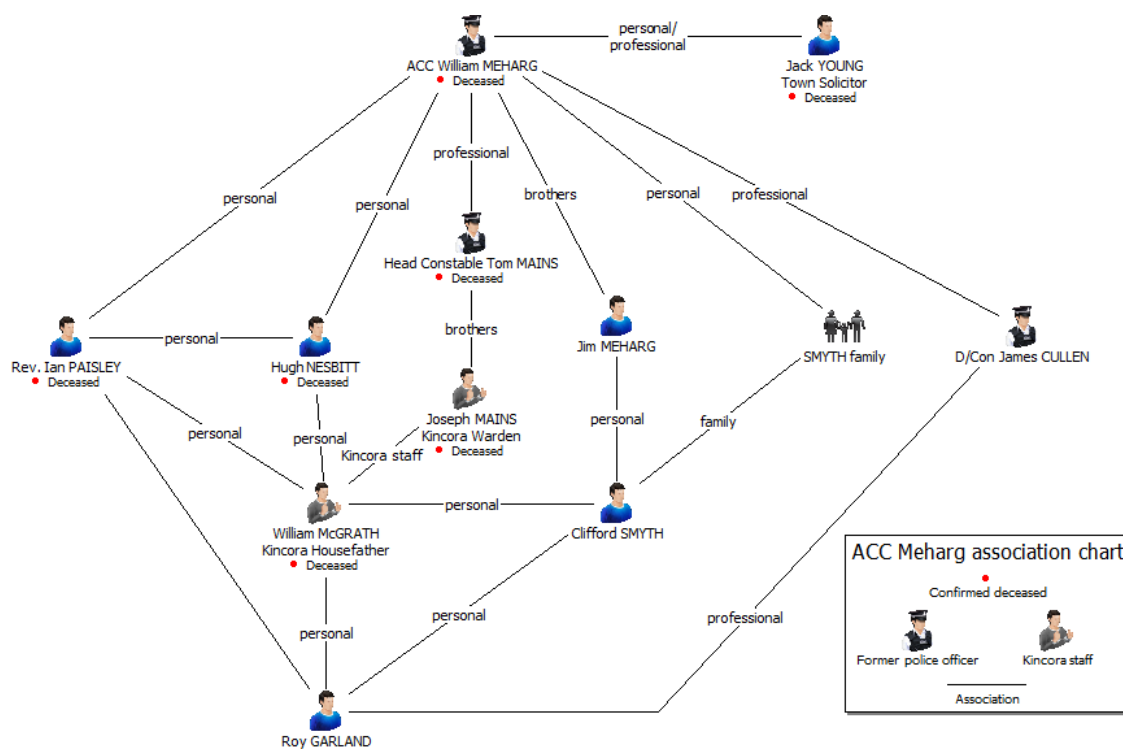 personal/
professional
ACC William MEHARG
Deceased
Jack YOUNG
Town Solicitor
Deceased
professional
personal
brothers
personal
professional
personal
Head Constable Tom MAINS
Deceased
personal
brothers
Rev. Ian PAISLEY
Deceased
Hugh NESBITT
Deceased
Jim MEHARG
SMYTH family
D/Con James CULLEN
Joseph MAINS
Kincora Warden
Deceased
personal
personal
Kincora staff
personal
family
personal
William McGRATH
Kincora Housefather
Deceased
Clifford SMYTH
personal
personal
professional
Roy GARLAND
ACC Meharg association chart
Confirmed deceased
Former police officer
Kincora staff
Association